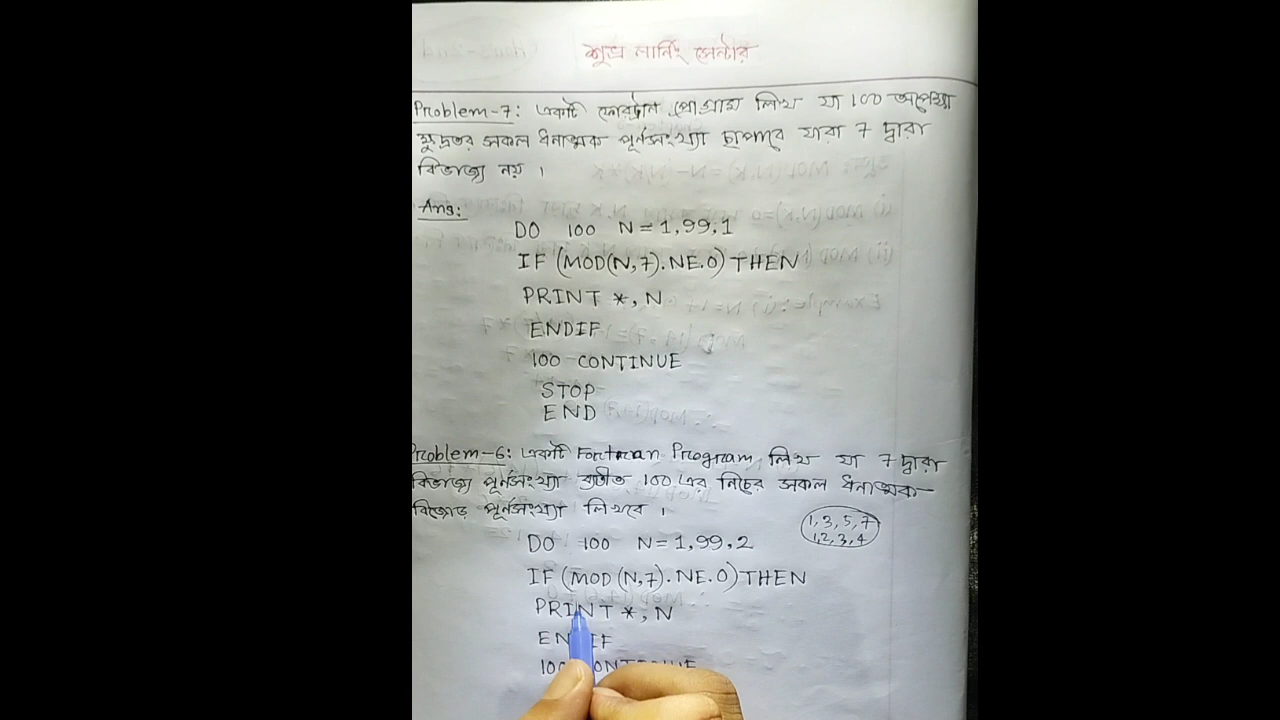 শুভ্র লার্নিং সেন্টার
Problem-7: একটি ফোরট্রান প্রোগ্রাম লিখ যা 100 অপেক্ষা
ক্ষুদ্রতর সকল ধনাত্মক পূর্নসংখ্যা ছাপাবে যারা 7 দ্বারা
বিভাজ্য নয় ।
Ans:
DO 100 N=1,99,1
IF (MOD(N,7).NE.0) THEN
PRINT *, N
ENDIF
100 CONTINUE
STOP
END
Problem-6: একটি Fortran Program লিখ যা 7 দ্বারা
বিভাজ্য পূর্নসংখ্যা ব্যতীত 100 এর নিচের সকল ধনাত্মক
বিজোড় পূর্নসংখ্যা লিখবে ।
1,3,5,7
1,2,3,4
DO 100 N=1,99,2
IF (MOD (N,7).NE.0) THEN
PRINT *, N